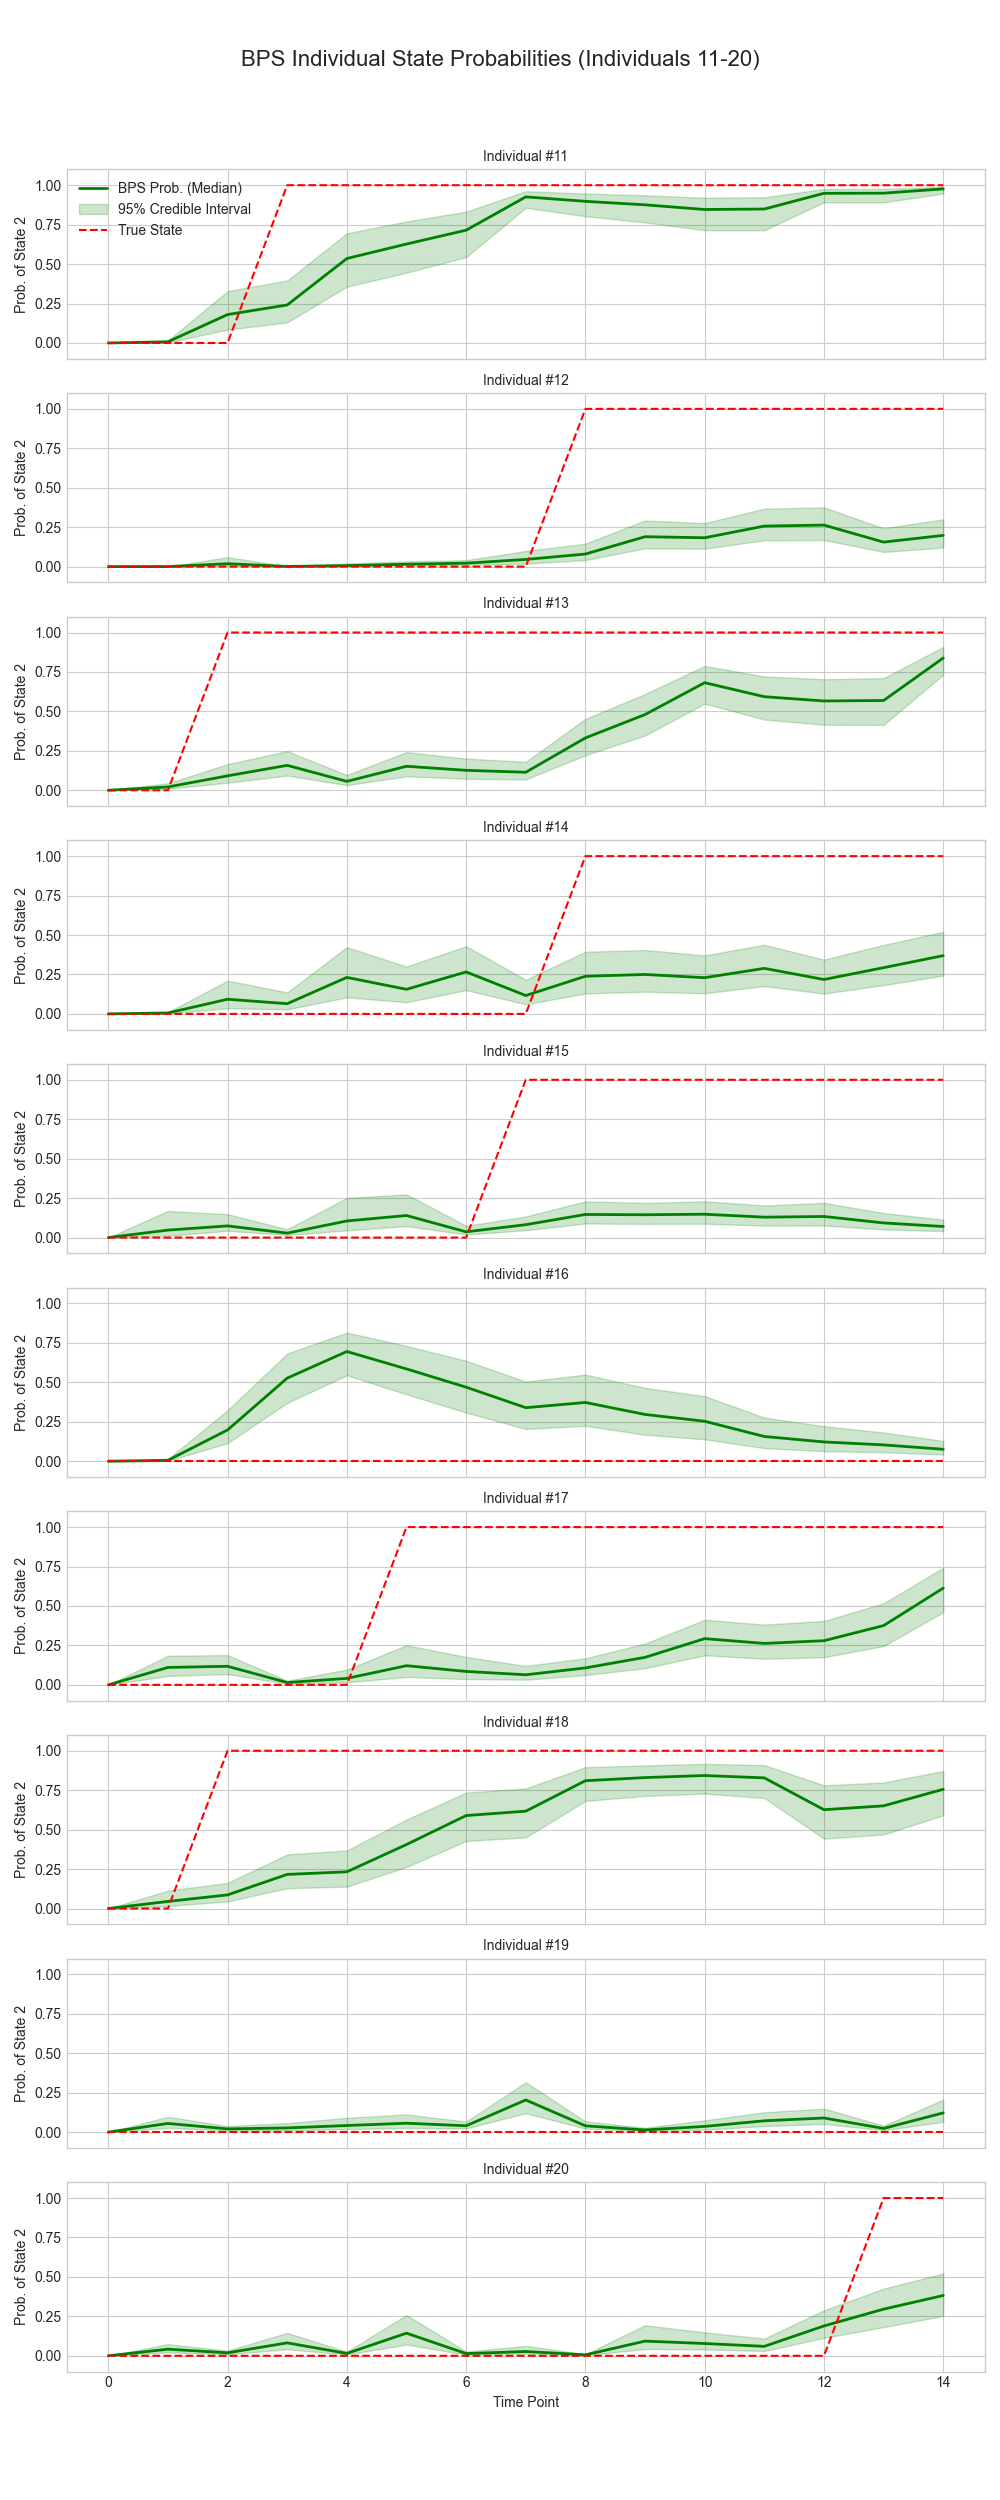 BPS Individual State Probabilities (Individuals 11-20)
Individual #11
1.00
0.75
0.50
0.25
0.00
Prob. of State 2
BPS Prob. (Median)
95% Credible Interval
True State
Individual #12
1.00
0.75
0.50
0.25
0.00
Prob. of State 2
Individual #13
1.00
0.75
0.50
0.25
0.00
Prob. of State 2
Individual #14
1.00
0.75
0.50
0.25
0.00
Prob. of State 2
Individual #15
1.00
0.75
0.50
0.25
0.00
Prob. of State 2
Individual #16
1.00
0.75
0.50
0.25
0.00
Prob. of State 2
Individual #17
1.00
0.75
0.50
0.25
0.00
Prob. of State 2
Individual #18
1.00
0.75
0.50
0.25
0.00
Prob. of State 2
Individual #19
1.00
0.75
0.50
0.25
0.00
Prob. of State 2
Individual #20
1.00
0.75
0.50
0.25
0.00
Prob. of State 2
0 2 4 6 8 10 12 14
Time Point